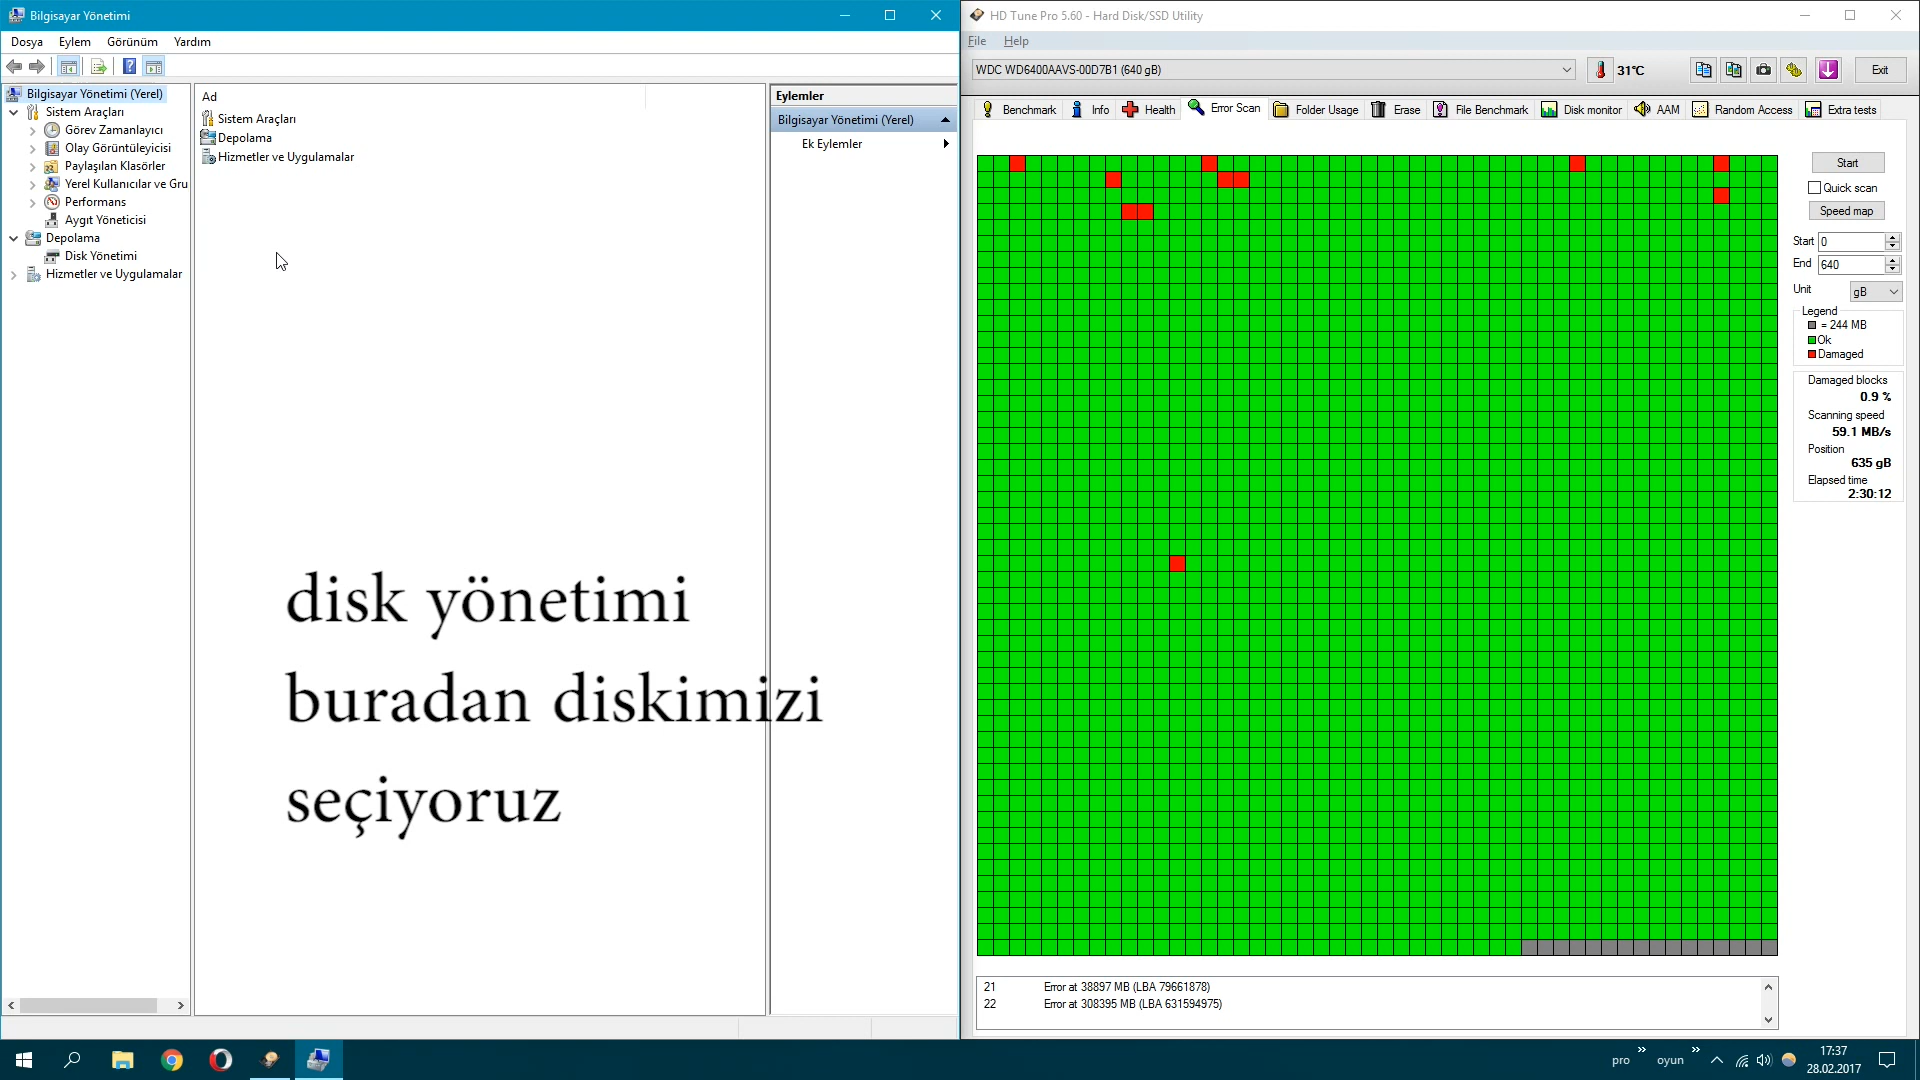 Bilgisayar Yönetimi
Dosya Eylem Görünüm Yardım
Bilgisayar Yönetimi (Yerel)
Sistem Araçları
Görev Zamanlayıcı
Olay Görüntüleyicisi
Paylaşılan Klasörler
Yerel Kullanıcılar ve Gru
Performans
Aygıt Yöneticisi
Depolama
Disk Yönetimi
Hizmetler ve Uygulamalar
Ad
Sistem Araçları
Depolama
Hizmetler ve Uygulamalar
Eylemler
Bilgisayar Yönetimi (Yerel)
Ek Eylemler
disk yönetimi
buradan diskimizi
seçiyoruz
HD Tune Pro 5.60 - Hard Disk/SSD Utility
File Help
WDC WD6400AAVS-00D7B1 (640 gB)
31°C
Exit
Benchmark Info Health Error Scan Folder Usage Erase File Benchmark Disk monitor AAM Random Access Extra tests
Start
Quick scan
Speed map
Start 0
End 640
Unit gB
Legend
= 244 MB
Ok
Damaged
Damaged blocks
0.9 %
Scanning speed
59.1 MB/s
Position
635 gB
Elapsed time
2:30:12
21 Error at 38897 MB (LBA 79661878)
22 Error at 308395 MB (LBA 631594975)
pro » oyun »
17:37
28.02.2017